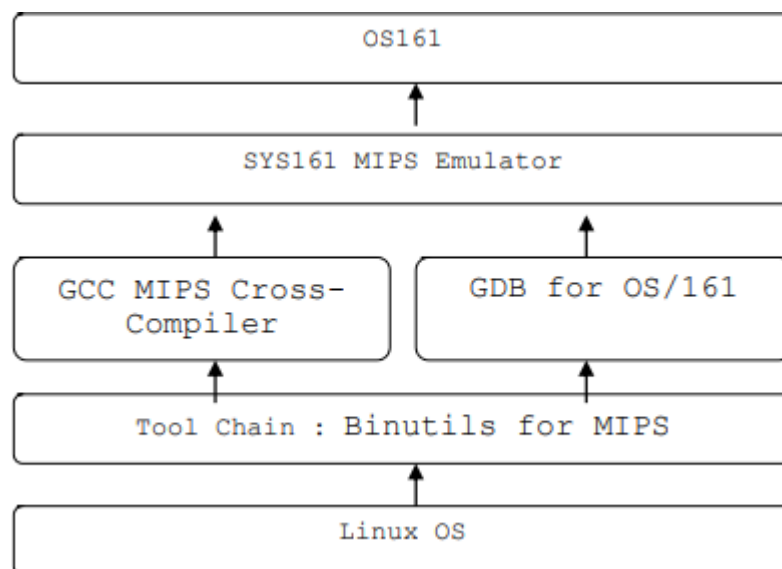 OS161
SYS161 MIPS Emulator
GCC MIPS Cross-
Compiler
GDB for OS/161
Tool Chain : Binutils for MIPS
Linux OS